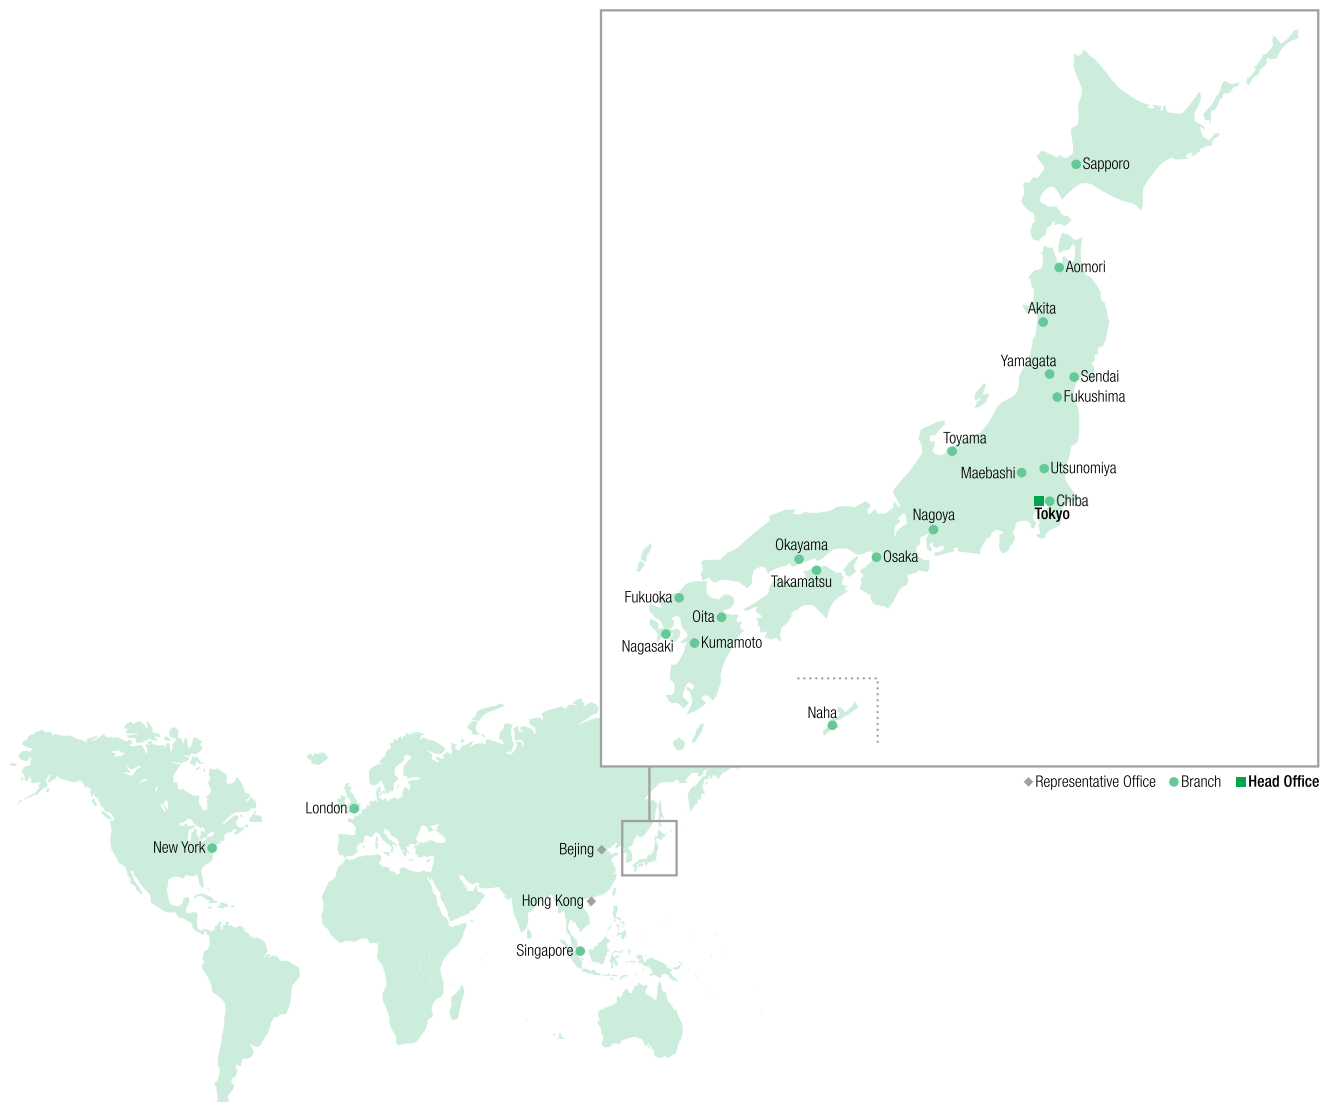 Sapporo
Aomori
Akita
Yamagata
Sendai
Fukushima
Toyama
Maebashi
Utsunomiya
Chiba
Tokyo
Nagoya
Okayama
Osaka
Takamatsu
Fukuoka
Oita
Nagasaki
Kumamoto
Naha
Representative Office
Branch
Head Office
London
New York
Bejing
Hong Kong
Singapore